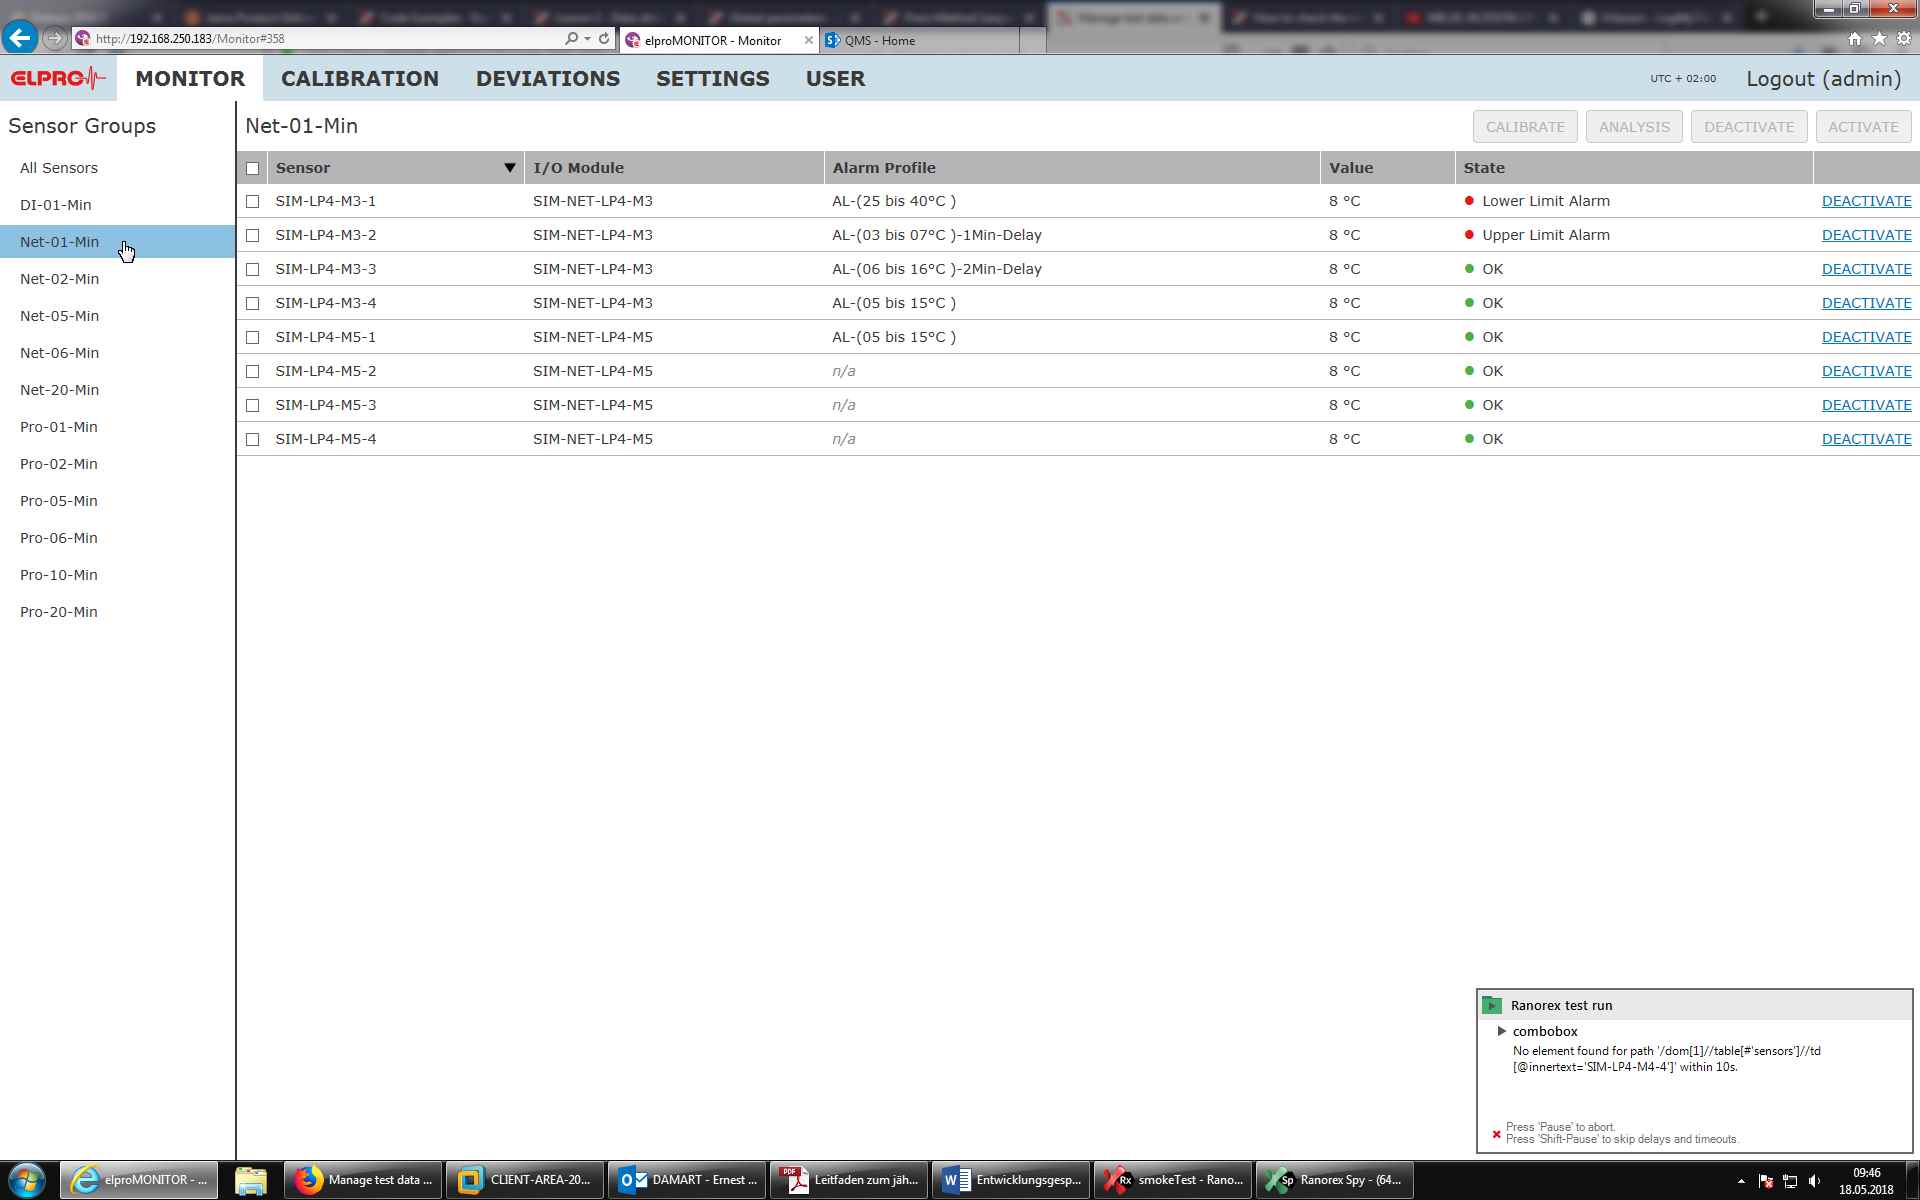 http://192.168.250.183/Monitor#358
elproMONITOR - Monitor
QMS - Home
ELPRO
MONITOR
CALIBRATION
DEVIATIONS
SETTINGS
USER
UTC + 02:00
Logout (admin)
Sensor Groups
All Sensors
DI-01-Min
Net-01-Min
Net-02-Min
Net-05-Min
Net-06-Min
Net-20-Min
Pro-01-Min
Pro-02-Min
Pro-05-Min
Pro-06-Min
Pro-10-Min
Pro-20-Min
Net-01-Min
CALIBRATE
ANALYSIS
DEACTIVATE
ACTIVATE
Sensor I/O Module Alarm Profile Value State
SIM-LP4-M3-1 SIM-NET-LP4-M3 AL-(25 bis 40°C ) 8 °C Lower Limit Alarm DEACTIVATE
SIM-LP4-M3-2 SIM-NET-LP4-M3 AL-(03 bis 07°C )-1Min-Delay 8 °C Upper Limit Alarm DEACTIVATE
SIM-LP4-M3-3 SIM-NET-LP4-M3 AL-(06 bis 16°C )-2Min-Delay 8 °C OK DEACTIVATE
SIM-LP4-M3-4 SIM-NET-LP4-M3 AL-(05 bis 15°C ) 8 °C OK DEACTIVATE
SIM-LP4-M5-1 SIM-NET-LP4-M5 AL-(05 bis 15°C ) 8 °C OK DEACTIVATE
SIM-LP4-M5-2 SIM-NET-LP4-M5 n/a 8 °C OK DEACTIVATE
SIM-LP4-M5-3 SIM-NET-LP4-M5 n/a 8 °C OK DEACTIVATE
SIM-LP4-M5-4 SIM-NET-LP4-M5 n/a 8 °C OK DEACTIVATE
Ranorex test run
combobox
No element found for path '/dom[1]//table[#'sensors']//td
[@innertext='SIM-LP4-M4-4']' within 10s.
Press 'Pause' to abort.
Press 'Shift-Pause' to skip delays and timeouts.
elproMONITOR - ...
Manage test data ...
CLIENT-AREA-20...
DAMART - Ernest ...
Leitfaden zum jäh...
Entwicklungsgesp...
smokeTest - Rano...
Ranorex Spy - (64...
09:46
18.05.2018